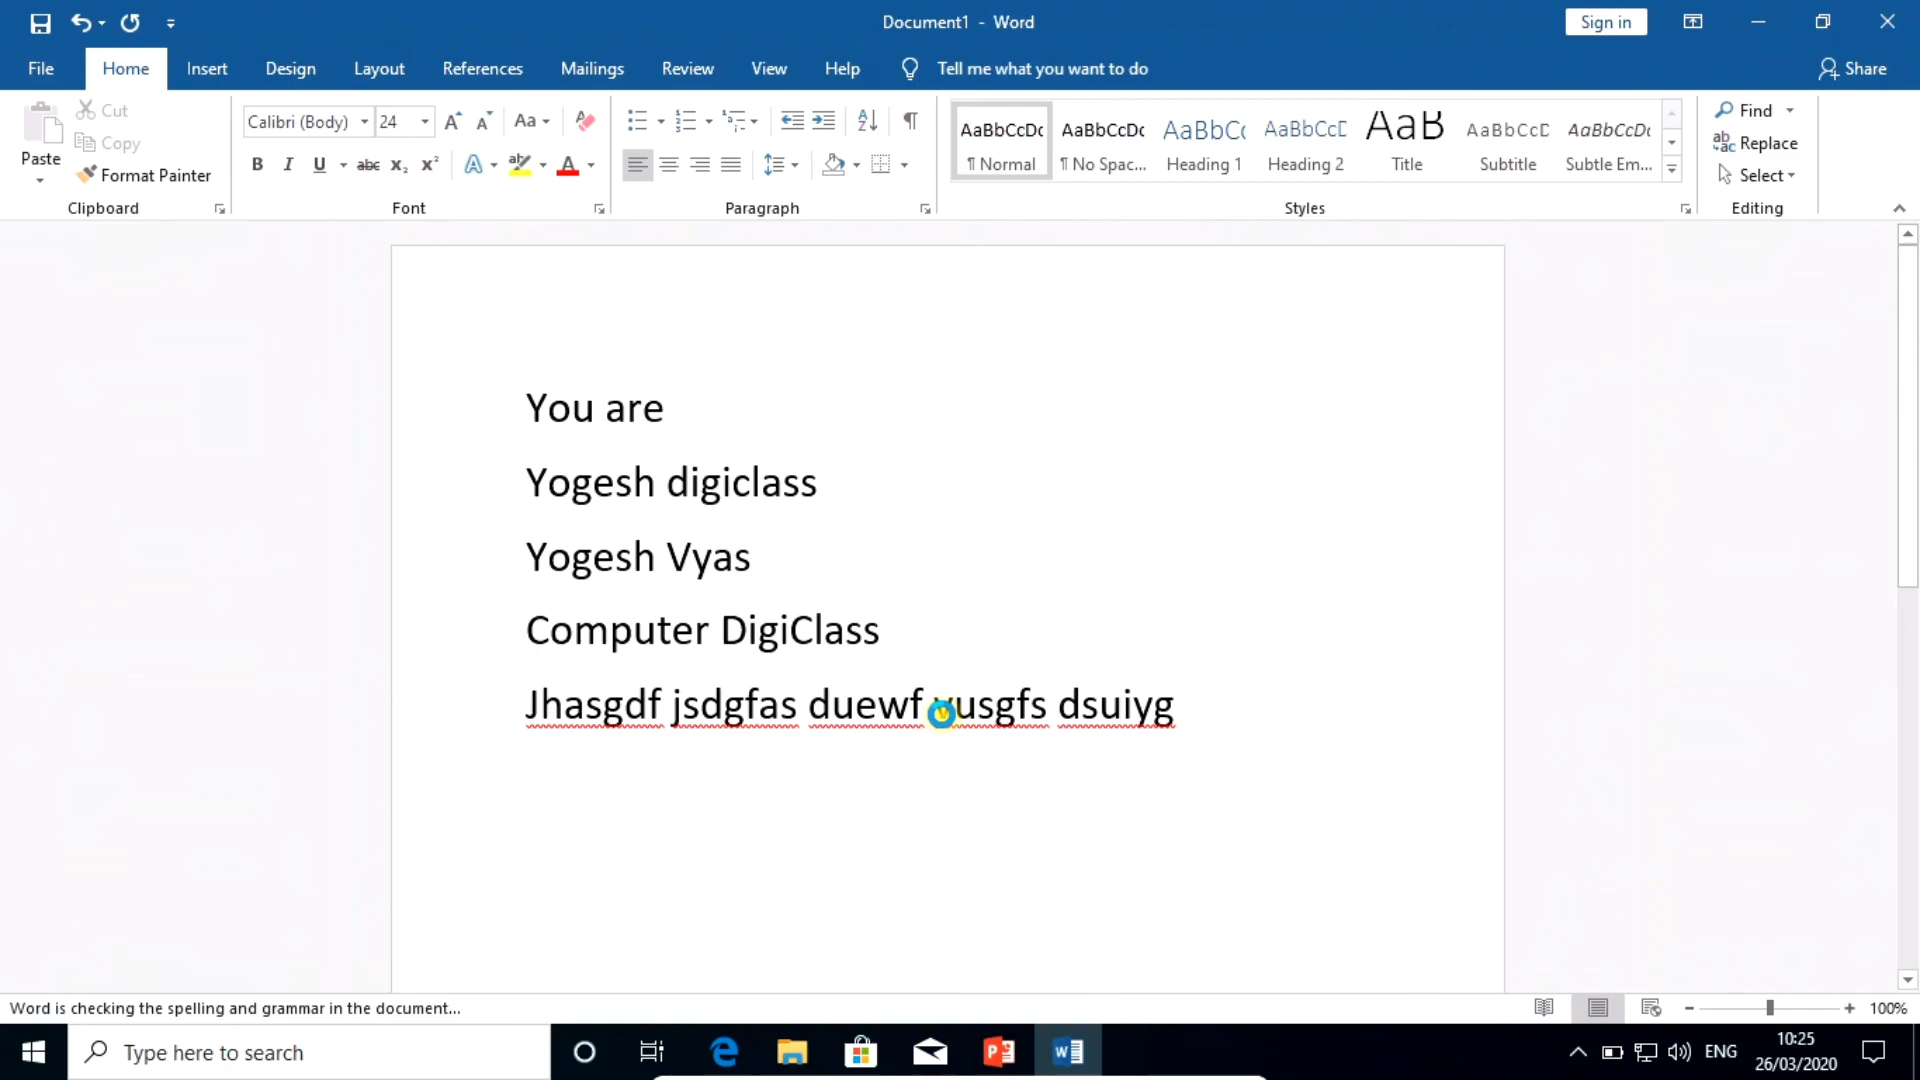 Document1 - Word
Sign in
File Home Insert Design Layout References Mailings Review View Help Tell me what you want to do Share
Paste
Cut
Copy
Format Painter
Clipboard
Calibri (Body) 24
Font
Paragraph
AaBbCcDc AaBbCcDc AaBbC AaBbCcD AaB AaBbCcD AaBbCcDc
¶ Normal ¶ No Spac... Heading 1 Heading 2 Title Subtitle Subtle Em...
Styles
Find
Replace
Select
Editing
You are
Yogesh digiclass
Yogesh Vyas
Computer DigiClass
Jhasgdf jsdgfas duewf dsuiyg
Word is checking the spelling and grammar in the document...
100%
Type here to search
ENG
10:25
26/03/2020